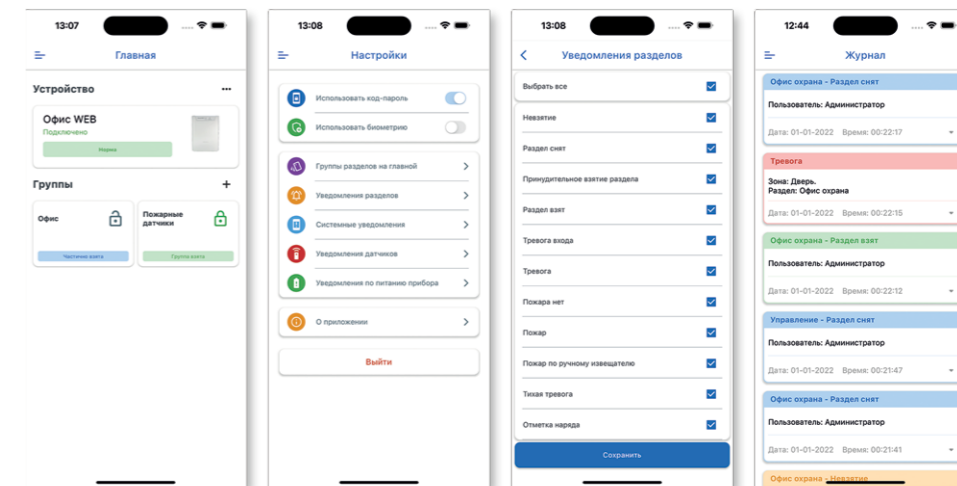 13:07
Главная
Устройство
Офис WEB
Подключено
Норма
Группы
+
Офис
Пожарные
датчики
Частично взята
Группа взята
13:08
Настройки
Использовать код-пароль
Использовать биометрию
Группы разделов на главной
Уведомления разделов
Системные уведомления
Уведомления датчиков
Уведомления по питанию прибора
О приложении
Выйти
13:08
Уведомления разделов
Выбрать все
Невзятие
Раздел снят
Принудительное взятие раздела
Раздел взят
Тревога входа
Тревога
Пожара нет
Пожар
Пожар по ручному извещателю
Тихая тревога
Отметка наряда
Сохранить
12:44
Журнал
Офис охрана - Раздел снят
Пользователь: Администратор
Дата: 01-01-2022 Время: 00:22:17
Тревога
Зона: Дверь.
Раздел: Офис охрана
Дата: 01-01-2022 Время: 00:22:15
Офис охрана - Раздел взят
Пользователь: Администратор
Дата: 01-01-2022 Время: 00:22:12
Управление - Раздел снят
Пользователь: Администратор
Дата: 01-01-2022 Время: 00:21:47
Офис охрана - Раздел снят
Пользователь: Администратор
Дата: 01-01-2022 Время: 00:21:41
Офис охрана - Невзятие